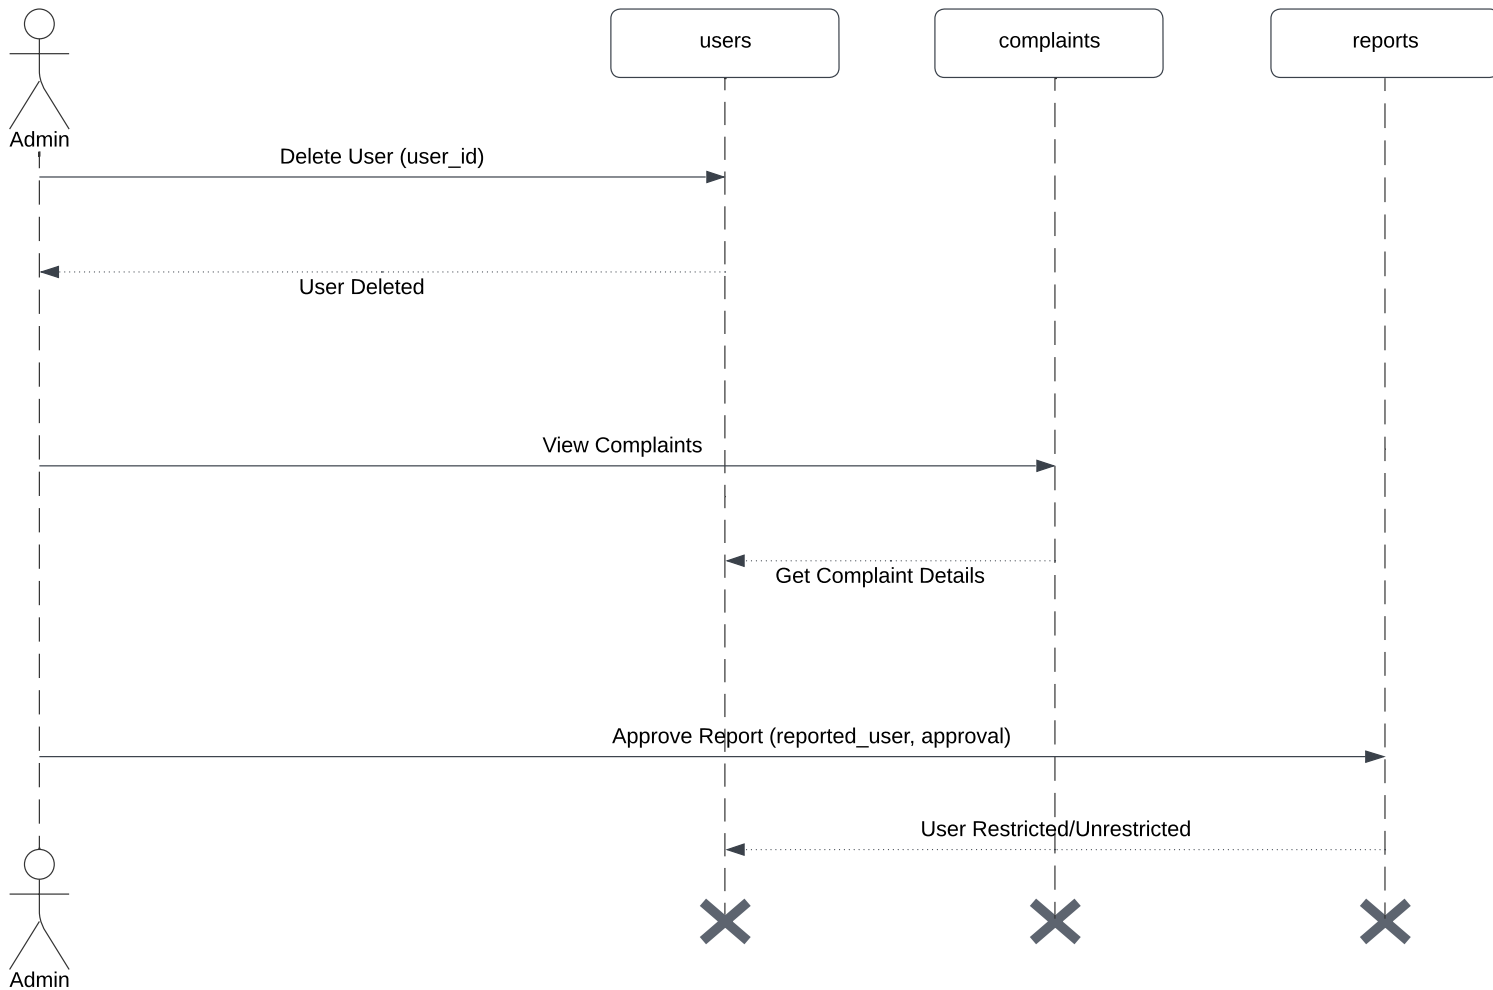 users
complaints
reports
Admin
Delete User (user_id)
User Deleted
View Complaints
Get Complaint Details
Approve Report (reported_user, approval)
User Restricted/Unrestricted
Admin